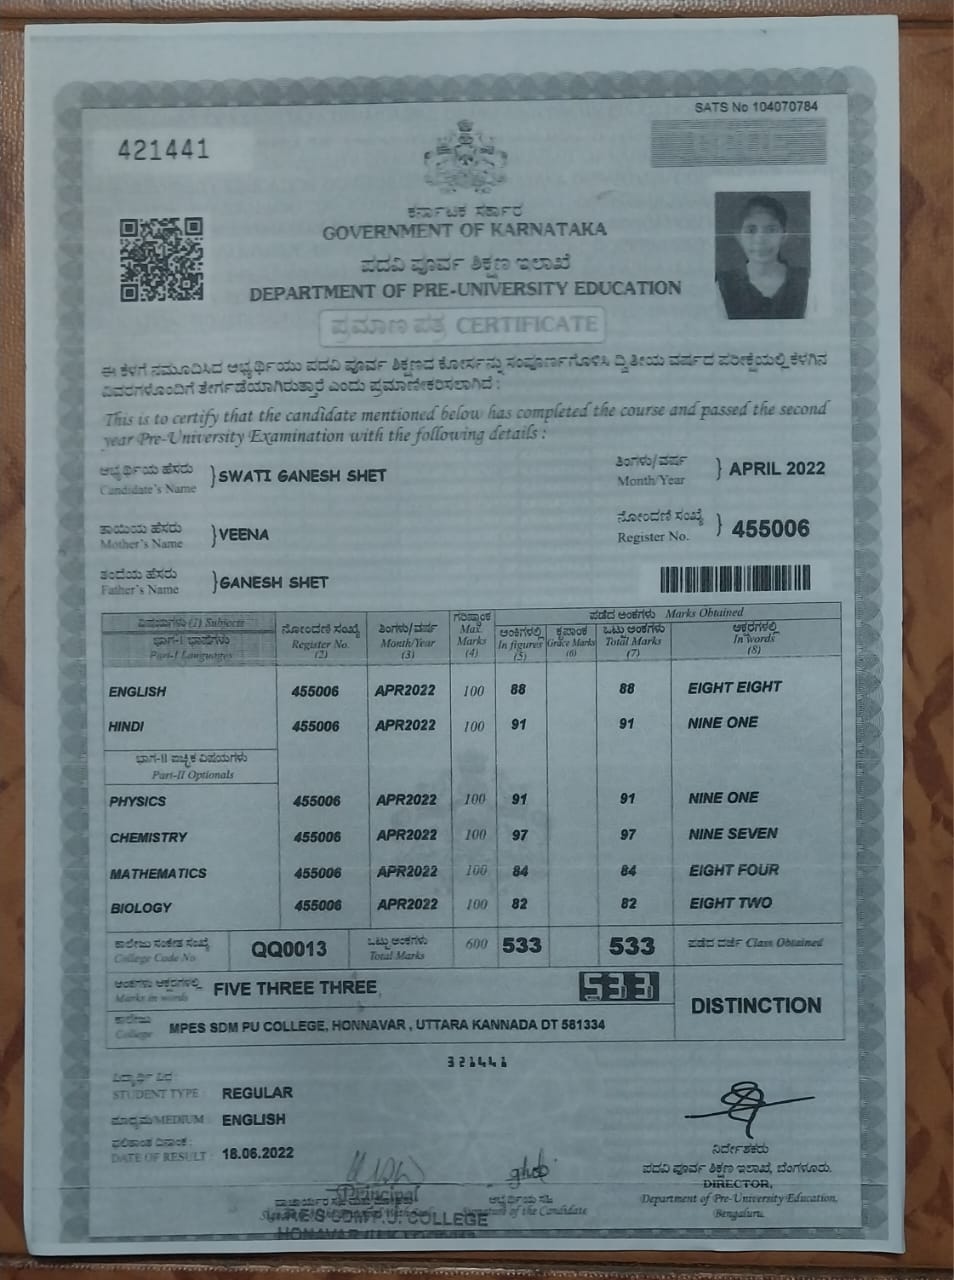 SATS No 104070784
421441
ಕರ್ನಾಟಕ ಸರ್ಕಾರ
GOVERNMENT OF KARNATAKA
ಪದವಿ ಪೂರ್ವ ಶಿಕ್ಷಣ ಇಲಾಖೆ
DEPARTMENT OF PRE-UNIVERSITY EDUCATION
ಪ್ರಮಾಣ ಪತ್ರ CERTIFICATE
ಈ ಕೆಳಗೆ ನಮೂದಿಸಿದ ಅಭ್ಯರ್ಥಿಯು ಪದವಿ ಪೂರ್ವ ಶಿಕ್ಷಣದ ಕೋರ್ಸನ್ನು ಸಂಪೂರ್ಣಗೊಳಿಸಿ ದ್ವಿತೀಯ ವರ್ಷದ ಪರೀಕ್ಷೆಯಲ್ಲಿ ಕೆಳಗಿನ
ವಿವರಗಳೊಂದಿಗೆ ತೇರ್ಗಡೆಯಾಗಿರುತ್ತಾರೆ ಎಂದು ಪ್ರಮಾಣೀಕರಿಸಲಾಗಿದೆ :
This is to certify that the candidate mentioned below has completed the course and passed the second
year Pre-University Examination with the following details :
ಅಭ್ಯರ್ಥಿಯ ಹೆಸರು
Candidate's Name } SWATI GANESH SHET
ತಿಂಗಳು/ವರ್ಷ
Month/Year } APRIL 2022
ತಾಯಿಯ ಹೆಸರು
Mother's Name } VEENA
ನೋಂದಣಿ ಸಂಖ್ಯೆ
Register No. } 455006
ತಂದೆಯ ಹೆಸರು
Father's Name } GANESH SHET
ವಿಷಯಗಳು (1) Subjects
ಭಾಗ-I ಭಾಷೆಗಳು
Part-I Languages
ನೋಂದಣಿ ಸಂಖ್ಯೆ
Register No.
(2)
ತಿಂಗಳು/ವರ್ಷ
Month/Year
(3)
ಗರಿಷ್ಠಾಂಕ
Max. Marks
(4)
ಪಡೆದ ಅಂಕಗಳು Marks Obtained
ಅಂಕಿಗಳಲ್ಲಿ
In figures
(5)
ಕೃಪಾಂಕ
Grace Marks
(6)
ಒಟ್ಟು ಅಂಕಗಳು
Total Marks
(7)
ಅಕ್ಷರಗಳಲ್ಲಿ
In words
(8)
ENGLISH 455006 APR2022 100 88 88 EIGHT EIGHT
HINDI 455006 APR2022 100 91 91 NINE ONE
ಭಾಗ-II ಐಚ್ಛಿಕ ವಿಷಯಗಳು
Part-II Optionals
PHYSICS 455006 APR2022 100 91 91 NINE ONE
CHEMISTRY 455006 APR2022 100 97 97 NINE SEVEN
MATHEMATICS 455006 APR2022 100 84 84 EIGHT FOUR
BIOLOGY 455006 APR2022 100 82 82 EIGHT TWO
ಕಾಲೇಜು ಸಂಕೇತ ಸಂಖ್ಯೆ
College Code No. QQ0013
ಒಟ್ಟು ಅಂಕಗಳು
Total Marks 600 533 533
ಪಡೆದ ದರ್ಜೆ Class Obtained
ಅಂಕಗಳು ಅಕ್ಷರಗಳಲ್ಲಿ
Marks in words FIVE THREE THREE 533
DISTINCTION
ಕಾಲೇಜು
College MPES SDM PU COLLEGE, HONNAVAR , UTTARA KANNADA DT 581334
321441
STUDENT TYPE : REGULAR
ಮಾಧ್ಯಮ/MEDIUM : ENGLISH
ಫಲಿತಾಂಶ ದಿನಾಂಕ :
DATE OF RESULT : 18.06.2022
Principal
S.D.M P.U. COLLEGE
HONAVAR
ಅಭ್ಯರ್ಥಿಯ ಸಹಿ
Signature of the Candidate
ನಿರ್ದೇಶಕರು
ಪದವಿ ಪೂರ್ವ ಶಿಕ್ಷಣ ಇಲಾಖೆ, ಬೆಂಗಳೂರು.
DIRECTOR,
Department of Pre-University Education,
Bengaluru.